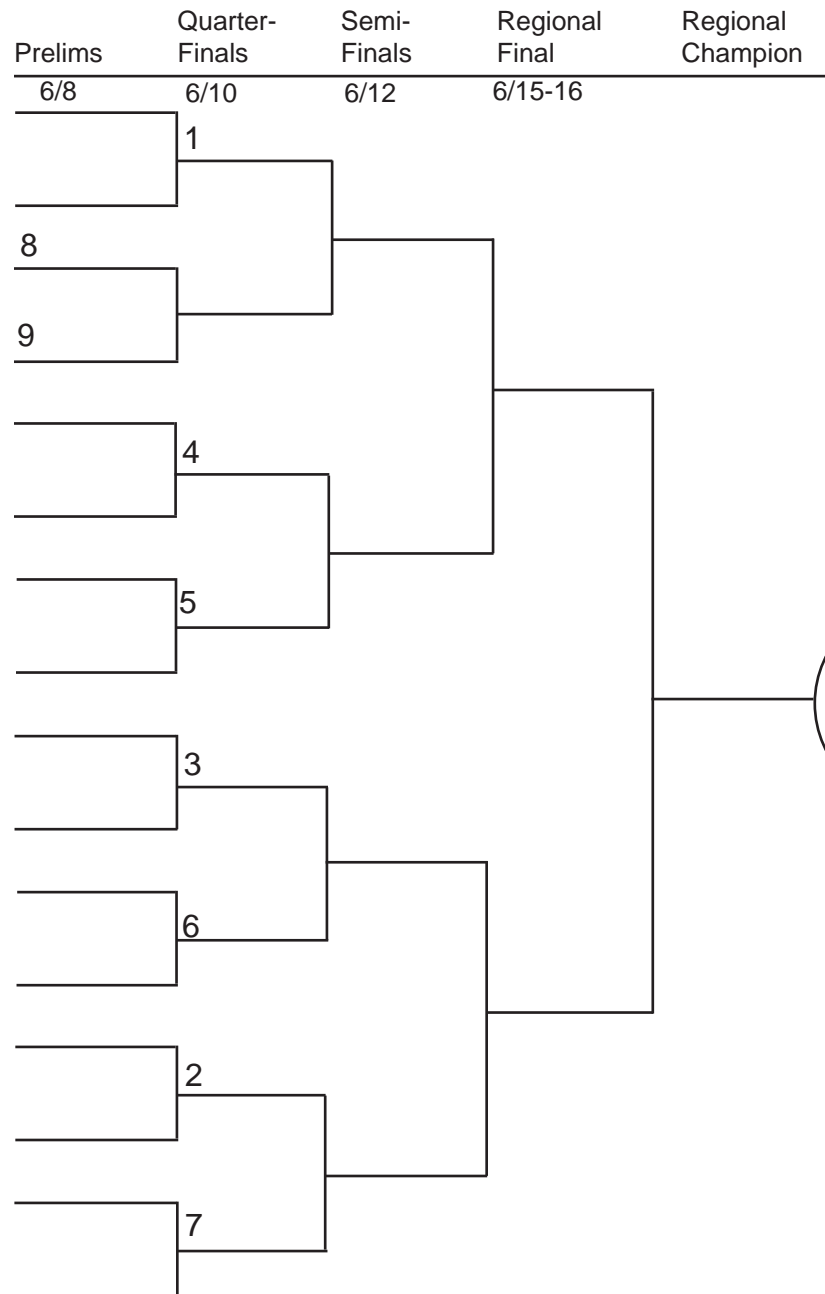 Prelims
Quarter-
Finals
Semi-
Finals
Regional
Final
Regional
Champion
6/8
6/10
6/12
6/15-16
1
8
9
4
5
3
6
2
7